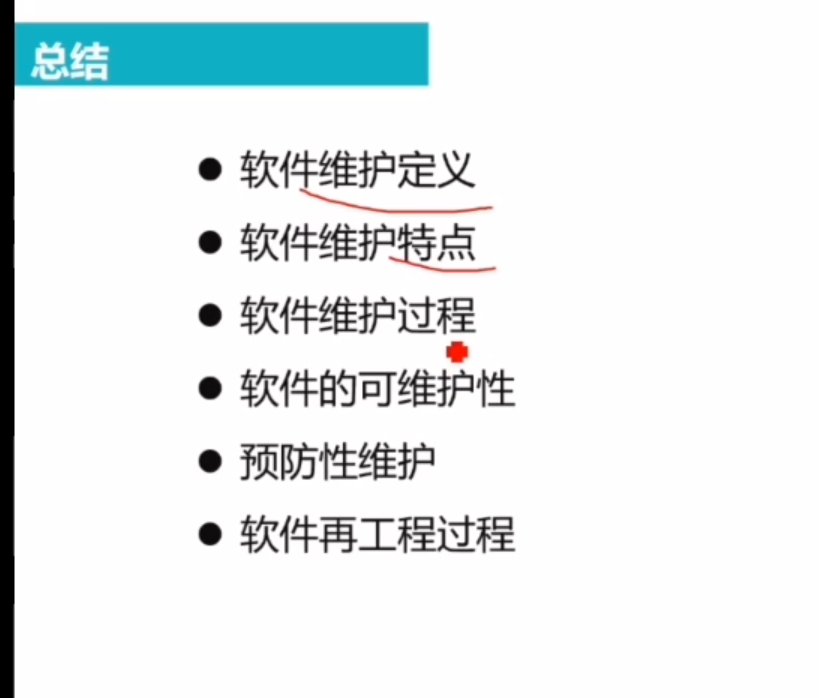 总结
● 软件维护定义
● 软件维护特点
● 软件维护过程
● 软件的可维护性
● 预防性维护
● 软件再工程过程